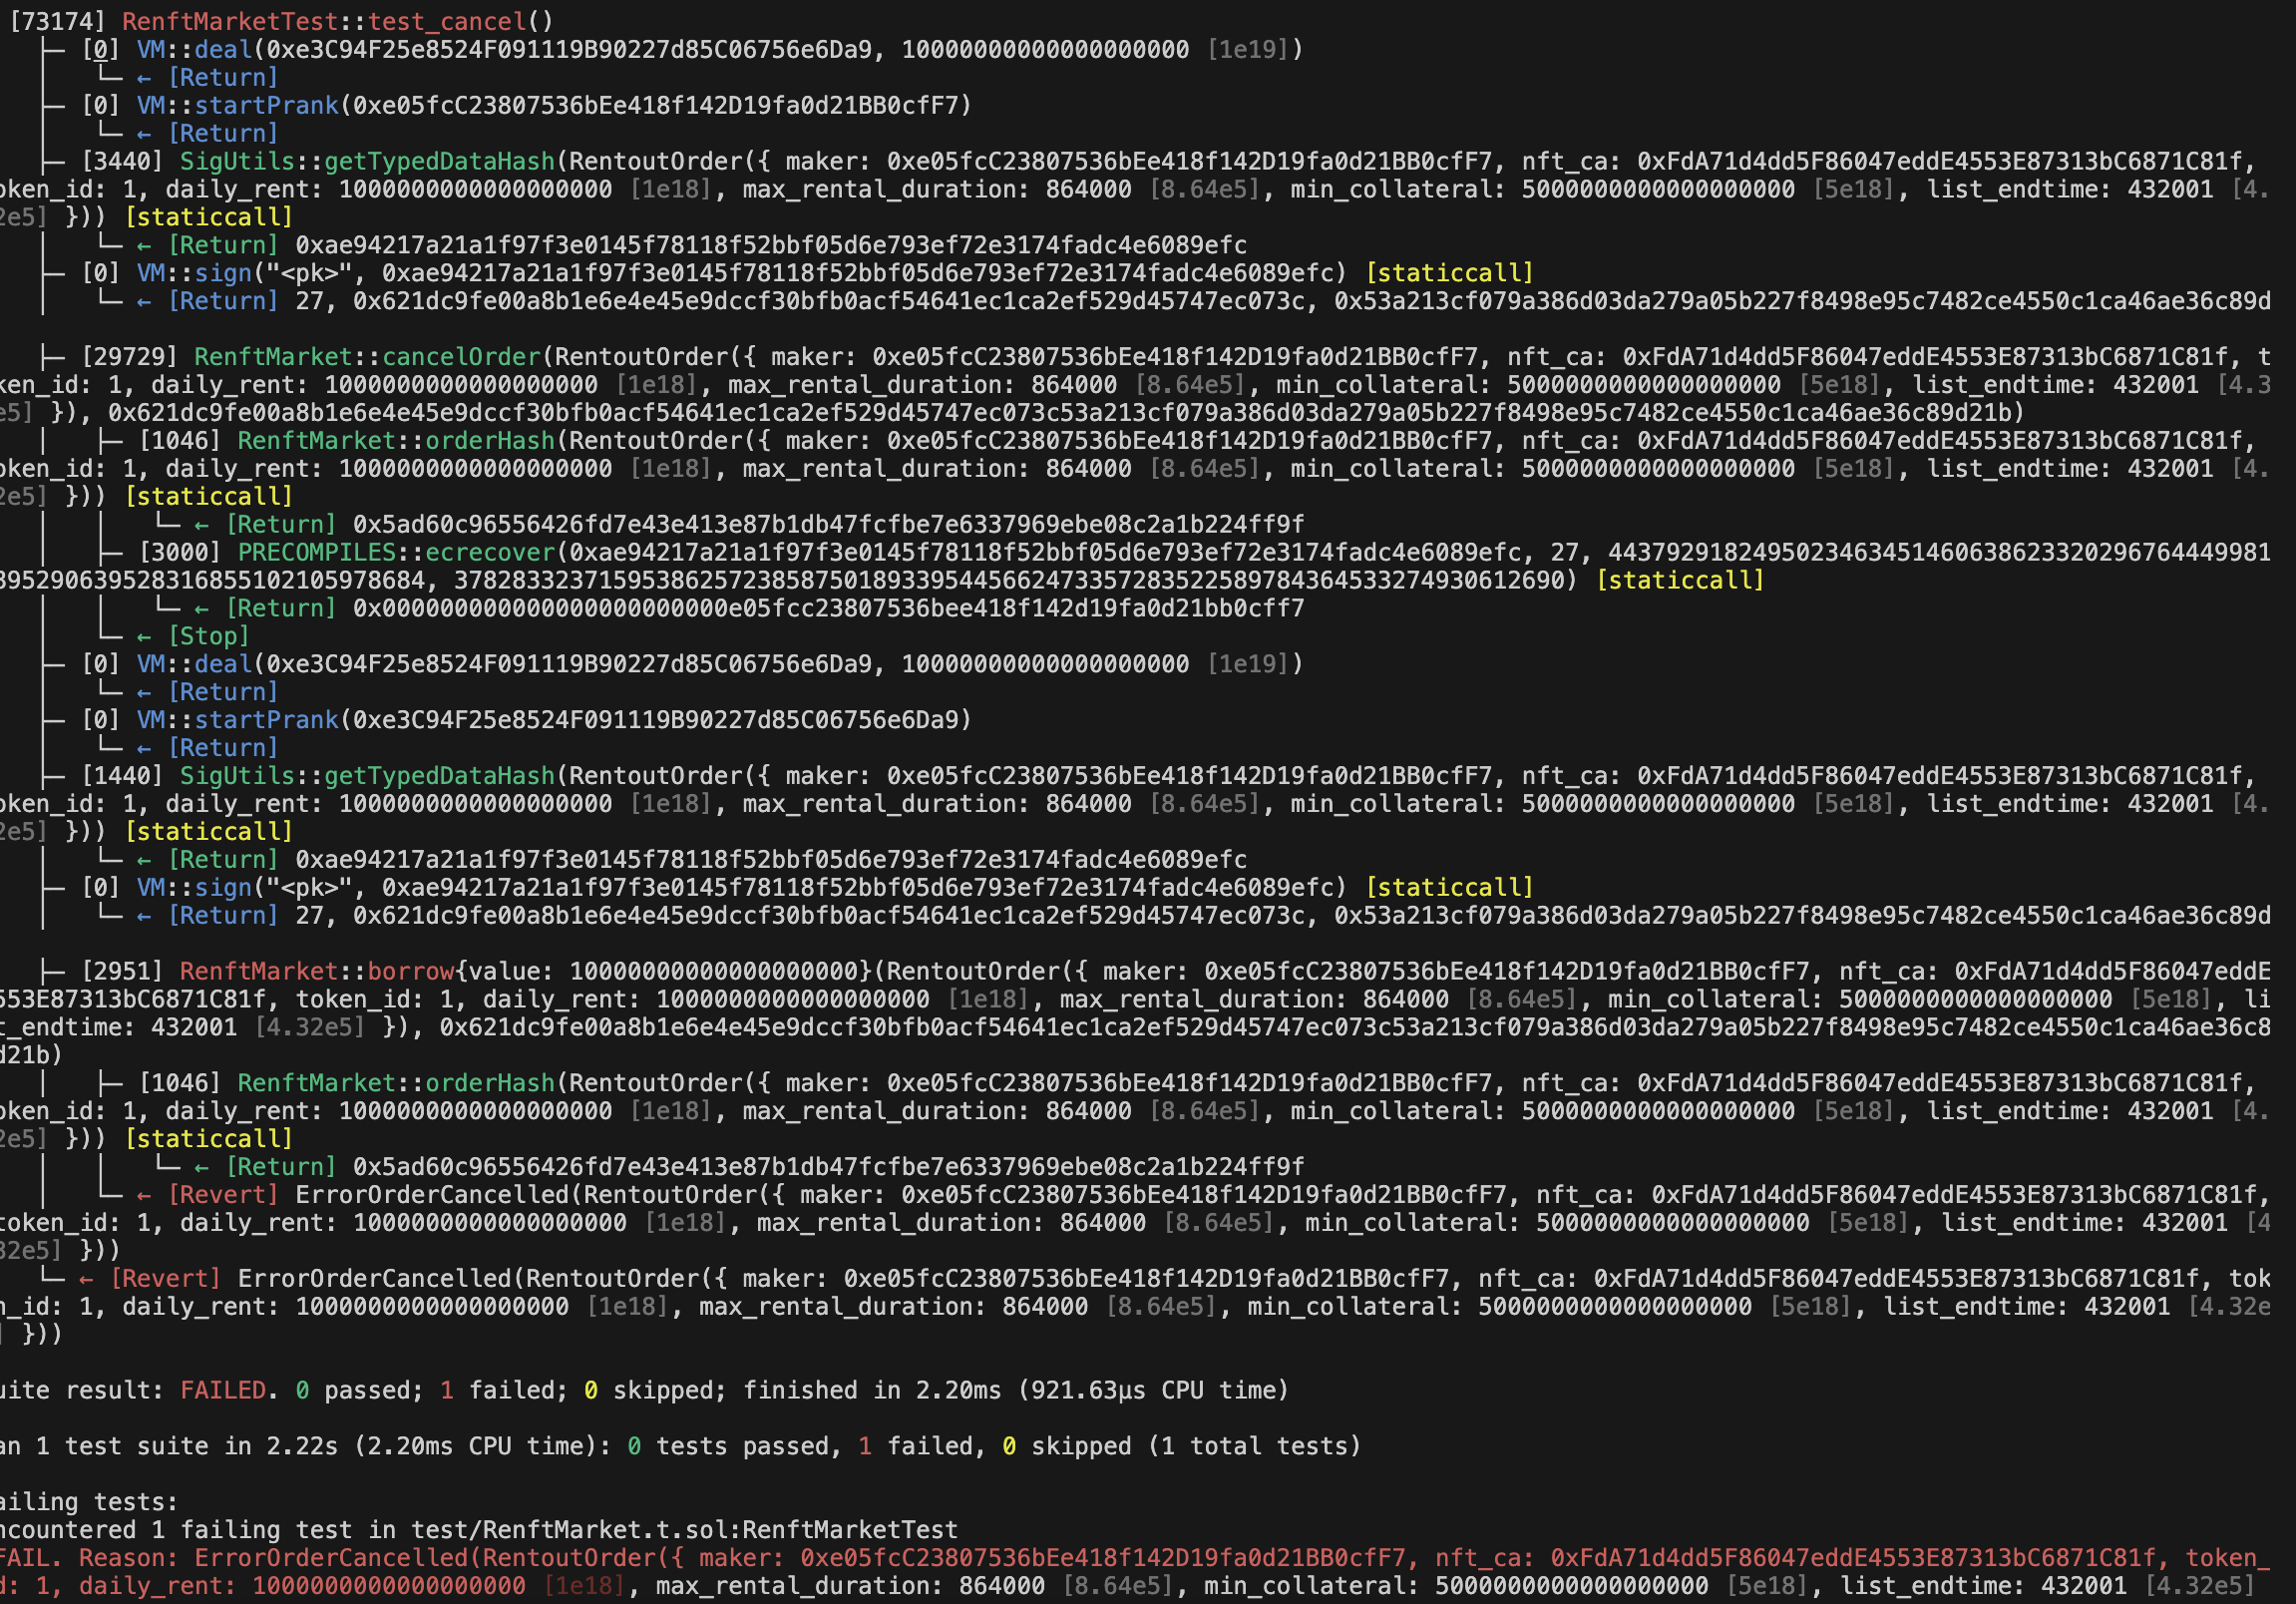 [73174] RenftMarketTest::test_cancel()
├─ [0] VM::deal(0xe3C94F25e8524F091119B90227d85C06756e6Da9, 10000000000000000000 [1e19])
│   └─ ← [Return]
├─ [0] VM::startPrank(0xe05fcC23807536bEe418f142D19fa0d21BB0cfF7)
│   └─ ← [Return]
├─ [3440] SigUtils::getTypedDataHash(RentoutOrder({ maker: 0xe05fcC23807536bEe418f142D19fa0d21BB0cfF7, nft_ca: 0xFdA71d4dd5F86047eddE4553E87313bC6871C81f,
oken_id: 1, daily_rent: 1000000000000000000 [1e18], max_rental_duration: 864000 [8.64e5], min_collateral: 5000000000000000000 [5e18], list_endtime: 432001 [4.
2e5] })) [staticcall]
│   └─ ← [Return] 0xae94217a21a1f97f3e0145f78118f52bbf05d6e793ef72e3174fadc4e6089efc
├─ [0] VM::sign("<pk>", 0xae94217a21a1f97f3e0145f78118f52bbf05d6e793ef72e3174fadc4e6089efc) [staticcall]
│   └─ ← [Return] 27, 0x621dc9fe00a8b1e6e4e45e9dccf30bfb0acf54641ec1ca2ef529d45747ec073c, 0x53a213cf079a386d03da279a05b227f8498e95c7482ce4550c1ca46ae36c89d
├─ [29729] RenftMarket::cancelOrder(RentoutOrder({ maker: 0xe05fcC23807536bEe418f142D19fa0d21BB0cfF7, nft_ca: 0xFdA71d4dd5F86047eddE4553E87313bC6871C81f, t
ken_id: 1, daily_rent: 1000000000000000000 [1e18], max_rental_duration: 864000 [8.64e5], min_collateral: 5000000000000000000 [5e18], list_endtime: 432001 [4.3
e5] }), 0x621dc9fe00a8b1e6e4e45e9dccf30bfb0acf54641ec1ca2ef529d45747ec073c53a213cf079a386d03da279a05b227f8498e95c7482ce4550c1ca46ae36c89d21b)
│   ├─ [1046] RenftMarket::orderHash(RentoutOrder({ maker: 0xe05fcC23807536bEe418f142D19fa0d21BB0cfF7, nft_ca: 0xFdA71d4dd5F86047eddE4553E87313bC6871C81f,
oken_id: 1, daily_rent: 1000000000000000000 [1e18], max_rental_duration: 864000 [8.64e5], min_collateral: 5000000000000000000 [5e18], list_endtime: 432001 [4.
2e5] })) [staticcall]
│   │   └─ ← [Return] 0x5ad60c96556426fd7e43e413e87b1db47fcfbe7e6337969ebe08c2a1b224ff9f
│   ├─ [3000] PRECOMPILES::ecrecover(0xae94217a21a1f97f3e0145f78118f52bbf05d6e793ef72e3174fadc4e6089efc, 27, 4437929182495023463451460638623320296764449981
3952906395283168551021059786​84, 37828332371595386257238587501893395445662473357283522589784364533274930612690) [staticcall]
│   │   └─ ← [Return] 0x000000000000000000000000e05fcc23807536bee418f142d19fa0d21bb0cff7
│   └─ ← [Stop]
├─ [0] VM::deal(0xe3C94F25e8524F091119B90227d85C06756e6Da9, 10000000000000000000 [1e19])
│   └─ ← [Return]
├─ [0] VM::startPrank(0xe3C94F25e8524F091119B90227d85C06756e6Da9)
│   └─ ← [Return]
├─ [1440] SigUtils::getTypedDataHash(RentoutOrder({ maker: 0xe05fcC23807536bEe418f142D19fa0d21BB0cfF7, nft_ca: 0xFdA71d4dd5F86047eddE4553E87313bC6871C81f,
oken_id: 1, daily_rent: 1000000000000000000 [1e18], max_rental_duration: 864000 [8.64e5], min_collateral: 5000000000000000000 [5e18], list_endtime: 432001 [4.
2e5] })) [staticcall]
│   └─ ← [Return] 0xae94217a21a1f97f3e0145f78118f52bbf05d6e793ef72e3174fadc4e6089efc
├─ [0] VM::sign("<pk>", 0xae94217a21a1f97f3e0145f78118f52bbf05d6e793ef72e3174fadc4e6089efc) [staticcall]
│   └─ ← [Return] 27, 0x621dc9fe00a8b1e6e4e45e9dccf30bfb0acf54641ec1ca2ef529d45747ec073c, 0x53a213cf079a386d03da279a05b227f8498e95c7482ce4550c1ca46ae36c89d
├─ [2951] RenftMarket::borrow{value: 10000000000000000000}(RentoutOrder({ maker: 0xe05fcC23807536bEe418f142D19fa0d21BB0cfF7, nft_ca: 0xFdA71d4dd5F86047eddE
553E87313bC6871C81f, token_id: 1, daily_rent: 1000000000000000000 [1e18], max_rental_duration: 864000 [8.64e5], min_collateral: 5000000000000000000 [5e18], li
t_endtime: 432001 [4.32e5] }), 0x621dc9fe00a8b1e6e4e45e9dccf30bfb0acf54641ec1ca2ef529d45747ec073c53a213cf079a386d03da279a05b227f8498e95c7482ce4550c1ca46ae36c8
d21b)
│   ├─ [1046] RenftMarket::orderHash(RentoutOrder({ maker: 0xe05fcC23807536bEe418f142D19fa0d21BB0cfF7, nft_ca: 0xFdA71d4dd5F86047eddE4553E87313bC6871C81f,
oken_id: 1, daily_rent: 1000000000000000000 [1e18], max_rental_duration: 864000 [8.64e5], min_collateral: 5000000000000000000 [5e18], list_endtime: 432001 [4.
2e5] })) [staticcall]
│   │   └─ ← [Return] 0x5ad60c96556426fd7e43e413e87b1db47fcfbe7e6337969ebe08c2a1b224ff9f
│   └─ ← [Revert] ErrorOrderCancelled(RentoutOrder({ maker: 0xe05fcC23807536bEe418f142D19fa0d21BB0cfF7, nft_ca: 0xFdA71d4dd5F86047eddE4553E87313bC6871C81f,
token_id: 1, daily_rent: 1000000000000000000 [1e18], max_rental_duration: 864000 [8.64e5], min_collateral: 5000000000000000000 [5e18], list_endtime: 432001 [4
32e5] }))
└─ ← [Revert] ErrorOrderCancelled(RentoutOrder({ maker: 0xe05fcC23807536bEe418f142D19fa0d21BB0cfF7, nft_ca: 0xFdA71d4dd5F86047eddE4553E87313bC6871C81f, tok
n_id: 1, daily_rent: 1000000000000000000 [1e18], max_rental_duration: 864000 [8.64e5], min_collateral: 5000000000000000000 [5e18], list_endtime: 432001 [4.32e
] }))
uite result: FAILED. 0 passed; 1 failed; 0 skipped; finished in 2.20ms (921.63µs CPU time)
an 1 test suite in 2.22s (2.20ms CPU time): 0 tests passed, 1 failed, 0 skipped (1 total tests)
ailing tests:
ncountered 1 failing test in test/RenftMarket.t.sol:RenftMarketTest
FAIL. Reason: ErrorOrderCancelled(RentoutOrder({ maker: 0xe05fcC23807536bEe418f142D19fa0d21BB0cfF7, nft_ca: 0xFdA71d4dd5F86047eddE4553E87313bC6871C81f, token_
d: 1, daily_rent: 1000000000000000000 [1e18], max_rental_duration: 864000 [8.64e5], min_collateral: 5000000000000000000 [5e18], list_endtime: 432001 [4.32e5]